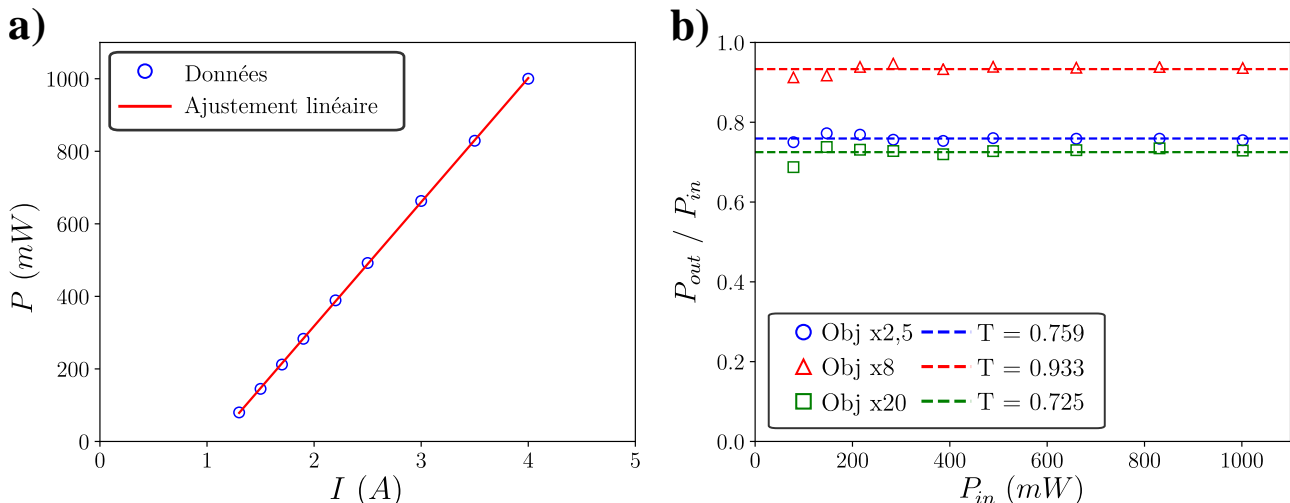 a)
Données
Ajustement linéaire
1000
800
600
400
200
0
P (mW)
0 1 2 3 4 5
I (A)
b)
1.0
0.8
0.6
0.4
0.2
0.0
P_out / P_in
Obj x2,5 T = 0.759
Obj x8 T = 0.933
Obj x20 T = 0.725
0 200 400 600 800 1000
P_in (mW)